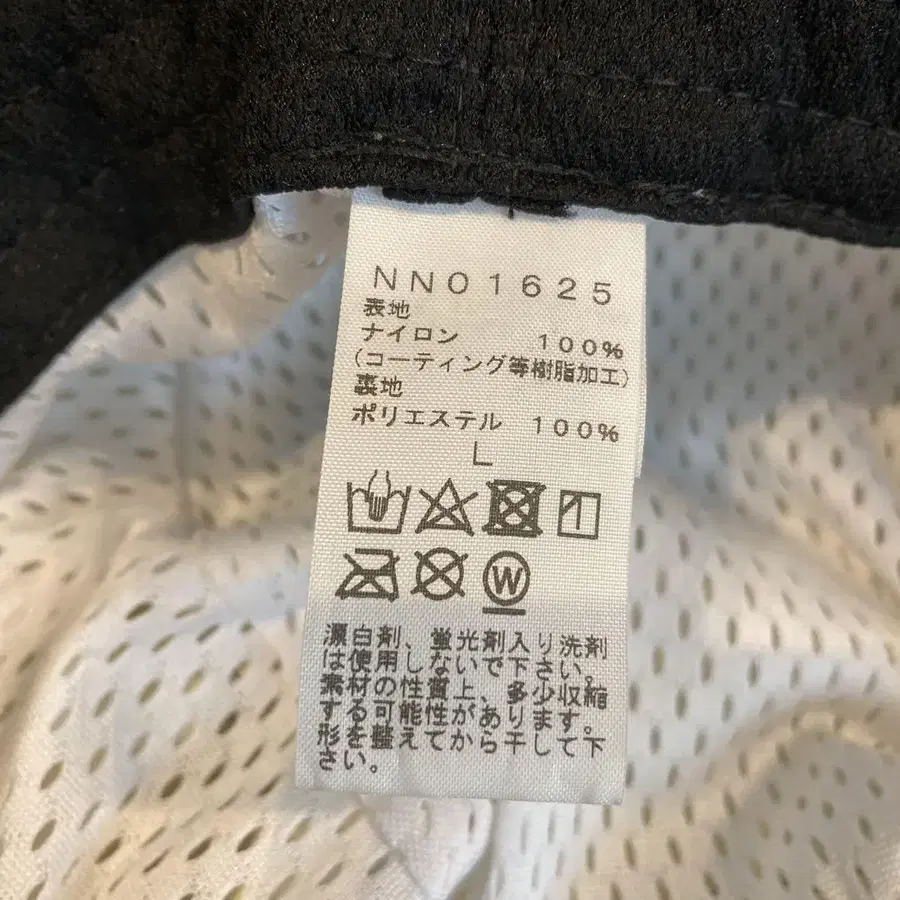 NN01625
表地
ナイロン 100%
(コーティング等樹脂加工)
裏地
ポリエステル 100%
L
W
漂白剤、蛍光剤入り洗剤
は使用しないで下さい。
素材の性質上、多少収縮
する可能性があります。
形を整えてから干して下
さい。